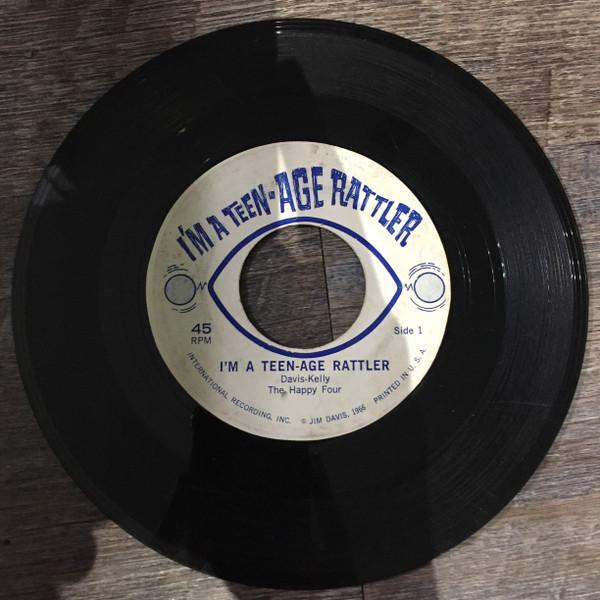 I'M A TEEN-AGE RATTLER
45
RPM
Side 1
I'M A TEEN-AGE RATTLER
Davis-Kelly
The Happy Four
INTERNATIONAL RECORDING, INC. © JIM DAVIS, 1966 PRINTED IN U.S.A.